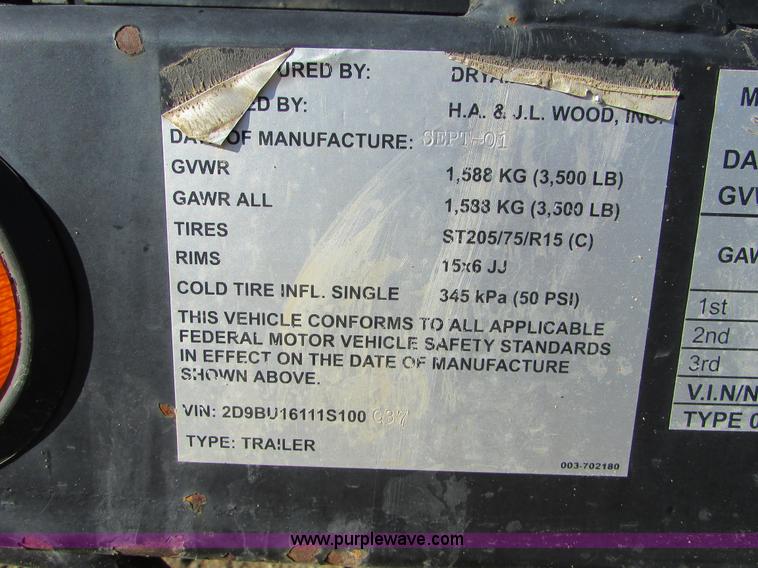 URED BY:
ED BY: H.A. & J.L. WOOD, INC.
DATE OF MANUFACTURE: SEPT-01
GVWR 1,588 KG (3,500 LB)
GAWR ALL 1,588 KG (3,500 LB)
TIRES ST205/75/R15 (C)
RIMS 15x6 JJ
COLD TIRE INFL. SINGLE 345 kPa (50 PSI)
THIS VEHICLE CONFORMS TO ALL APPLICABLE
FEDERAL MOTOR VEHICLE SAFETY STANDARDS
IN EFFECT ON THE DATE OF MANUFACTURE
SHOWN ABOVE.
VIN: 2D9BU16111S100
TYPE: TRAILER
003-702180
M
DA
GV
GAW
1st
2nd
3rd
V.I.N/N
TYPE
www.purplewave.com